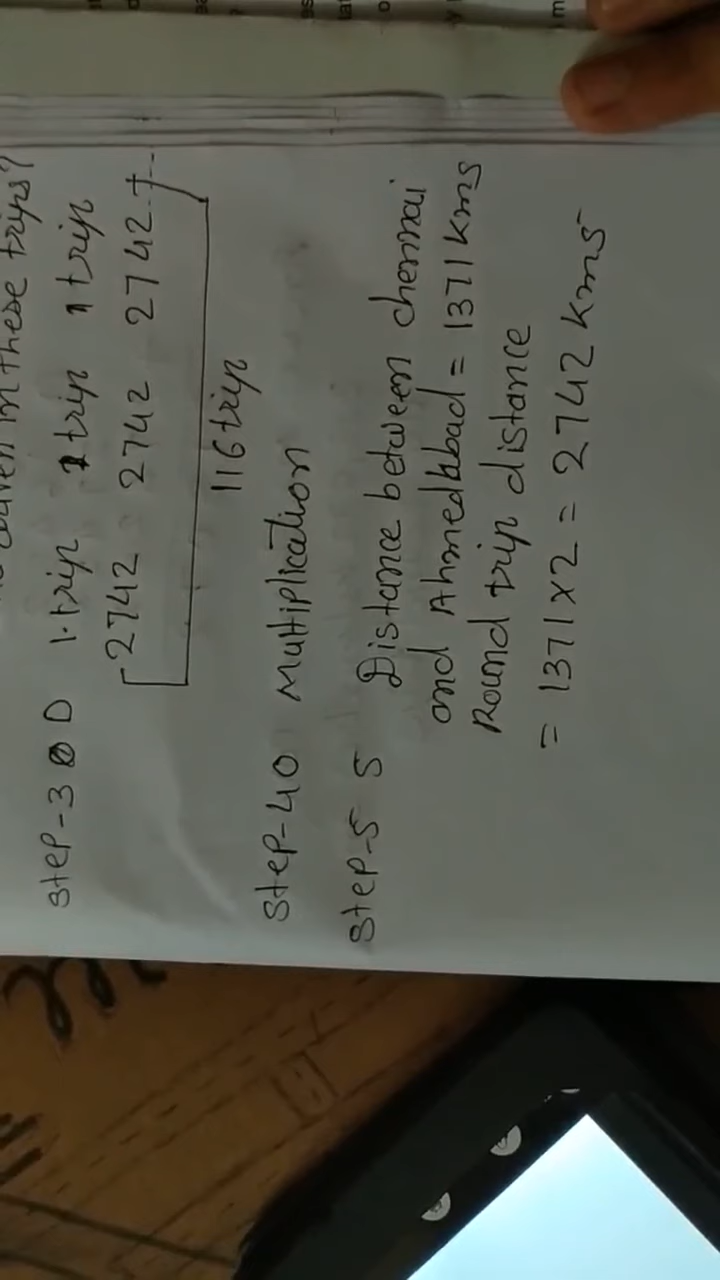 in these trips?
Step-3 D 1.trip 1 trip 1 trip
2742 2742 2742 +--
116 trip
Step-4 O Multiplication
Step-5 S Distance between chennai
and Ahmedabad = 1371 kms
Round trip distance
= 1371 x 2 = 2742 kms